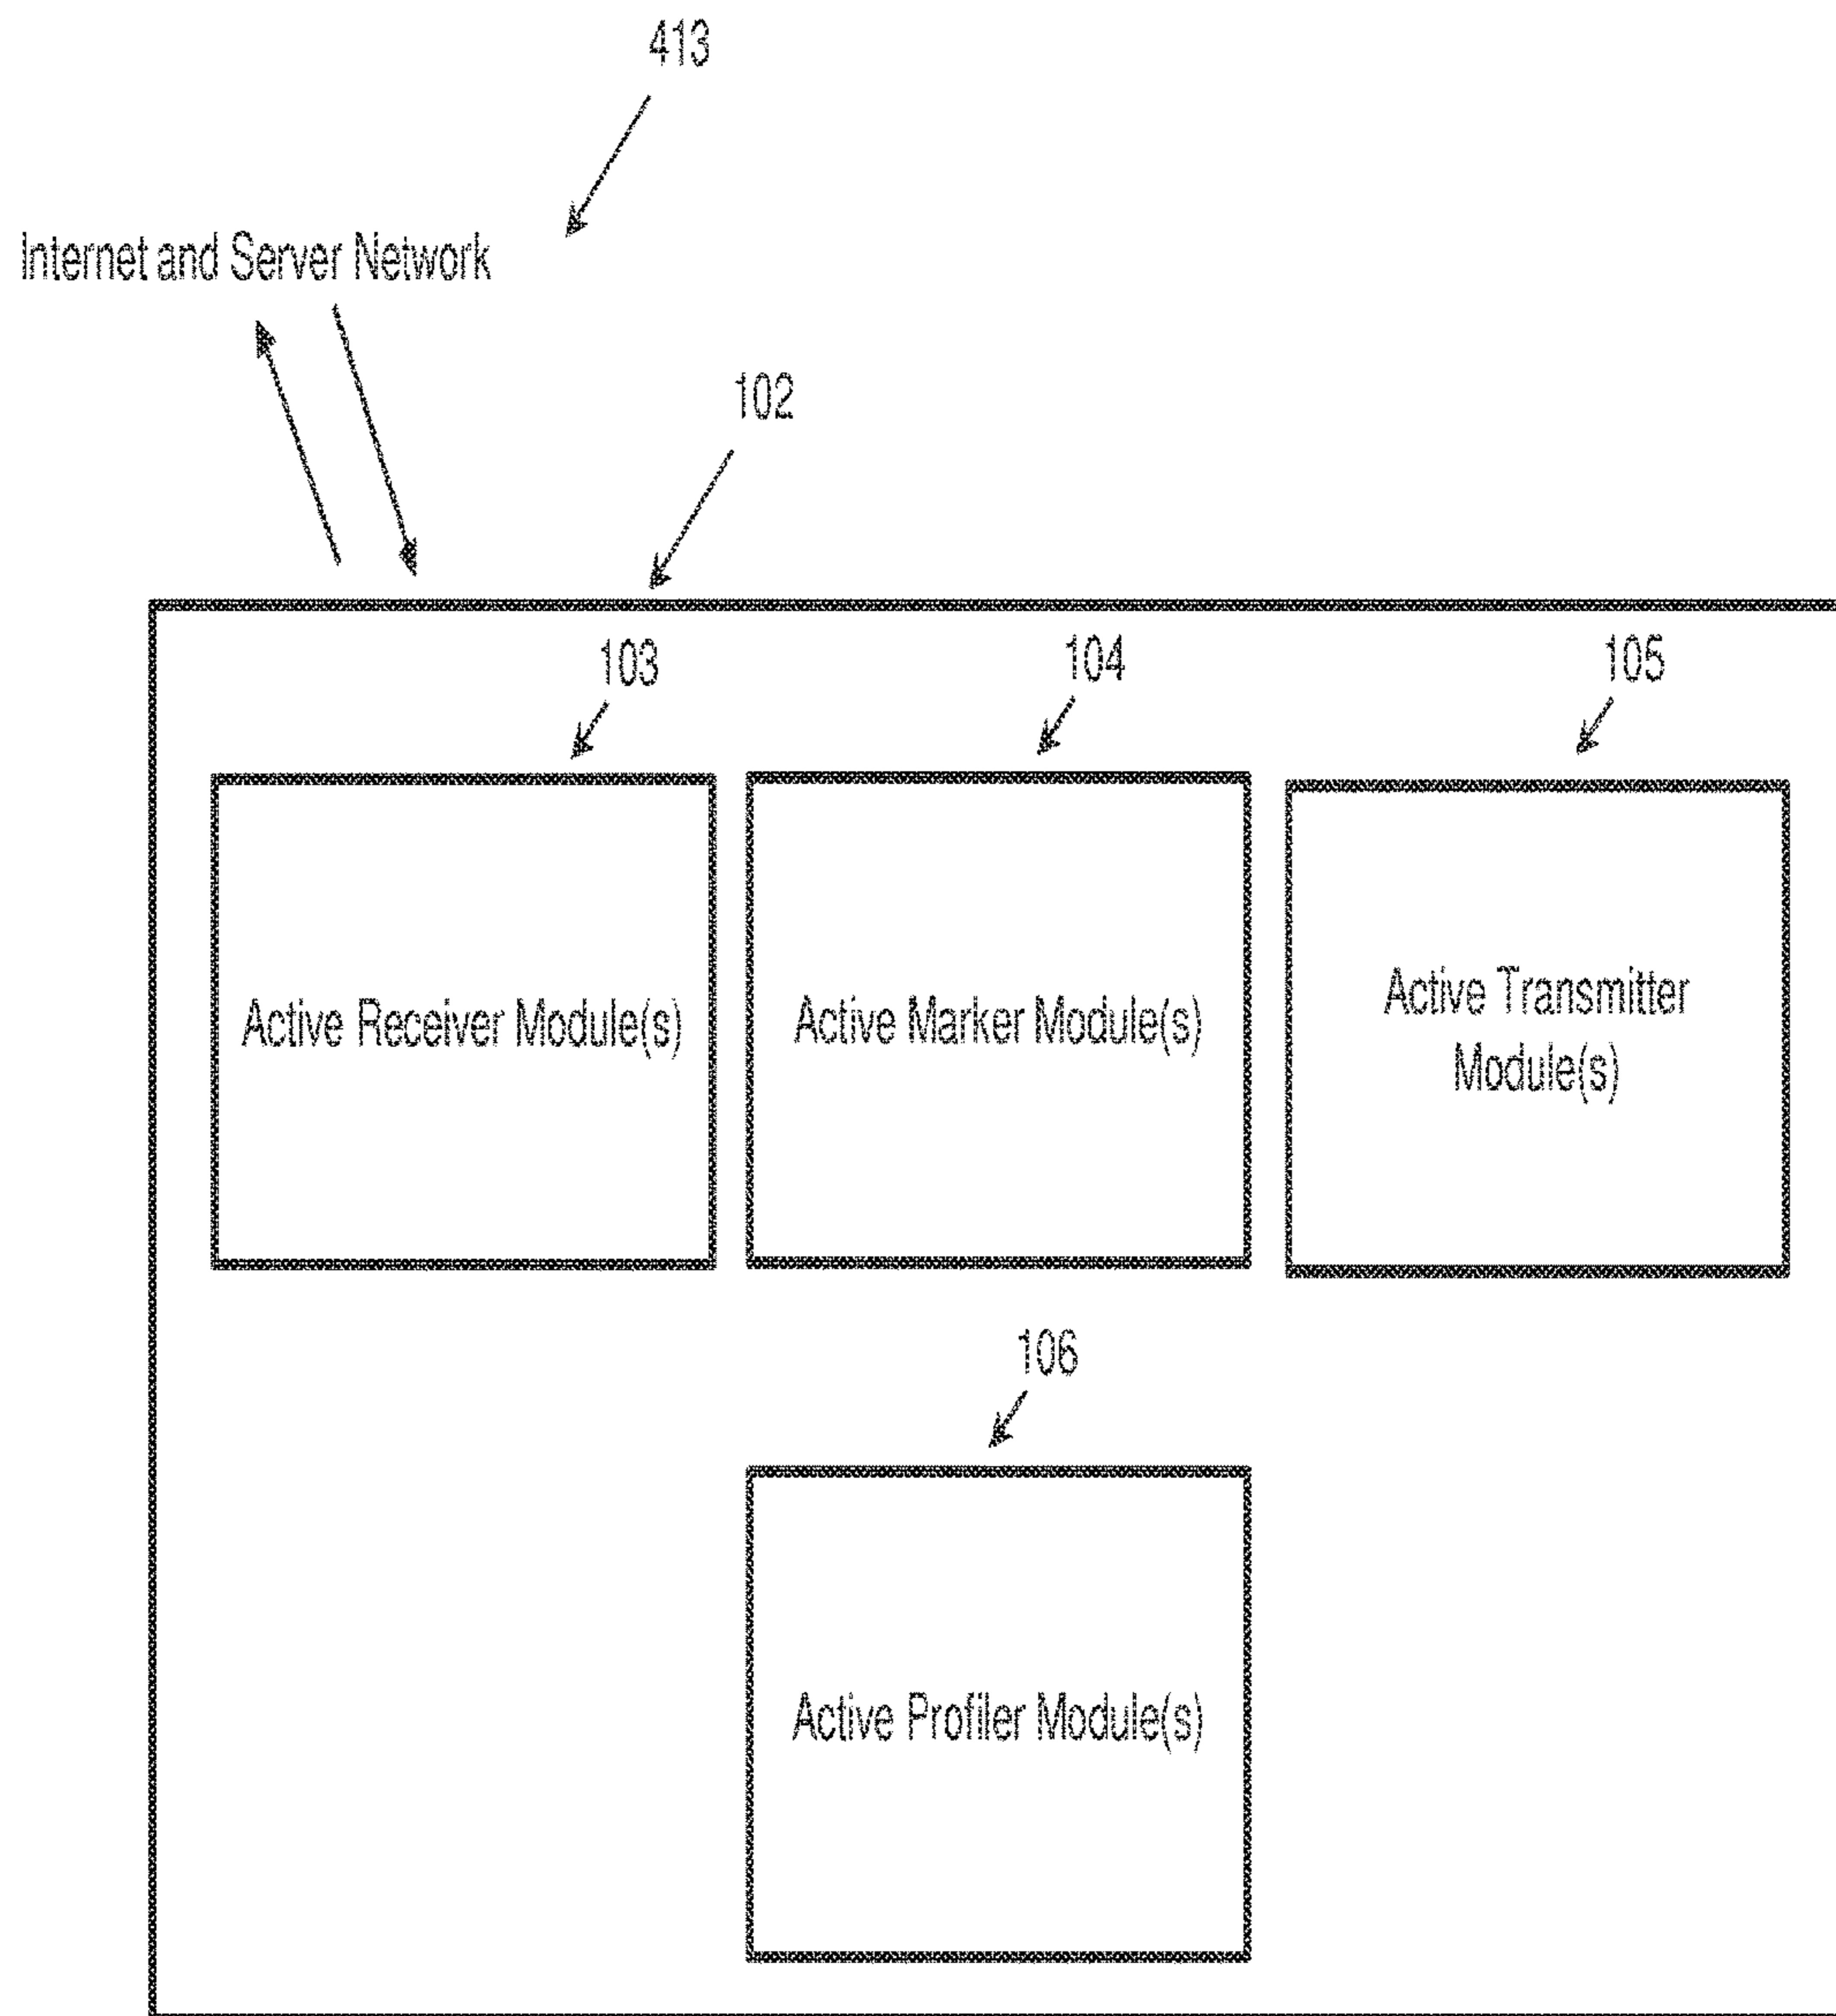 413
Internet and Server Network
102
103
104
105
Active Receiver Module(s)
Active Marker Module(s)
Active Transmitter
Module(s)
106
Active Profiler Module(s)